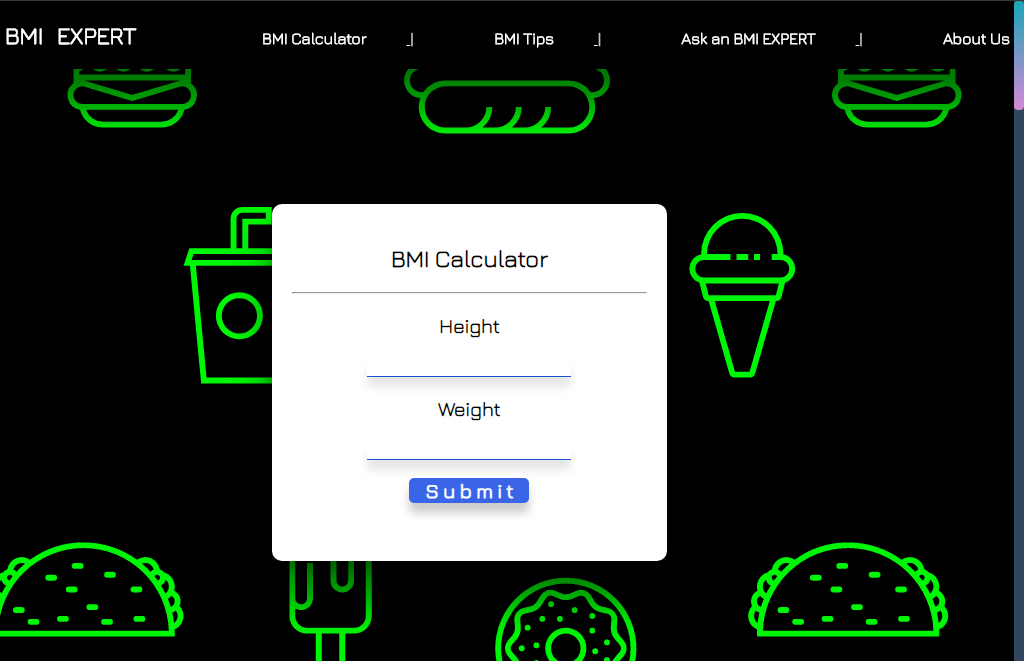 BMI EXPERT BMI Calculator _| BMI Tips _| Ask an BMI EXPERT _| About Us
BMI Calculator
Height
Weight
Submit